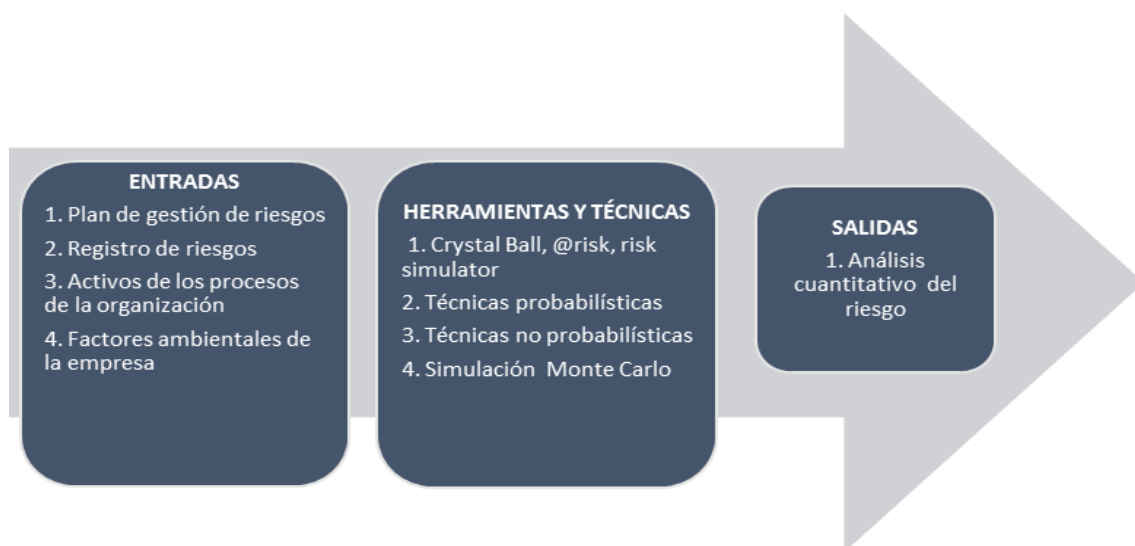 ENTRADAS
1. Plan de gestión de riesgos
2. Registro de riesgos
3. Activos de los procesos
de la organización
4. Factores ambientales de
la empresa
HERRAMIENTAS Y TÉCNICAS
1. Crystal Ball, @risk, risk
simulator
2. Técnicas probabilísticas
3. Técnicas no probabilísticas
4. Simulación Monte Carlo
SALIDAS
1. Análisis
cuantitativo del
riesgo